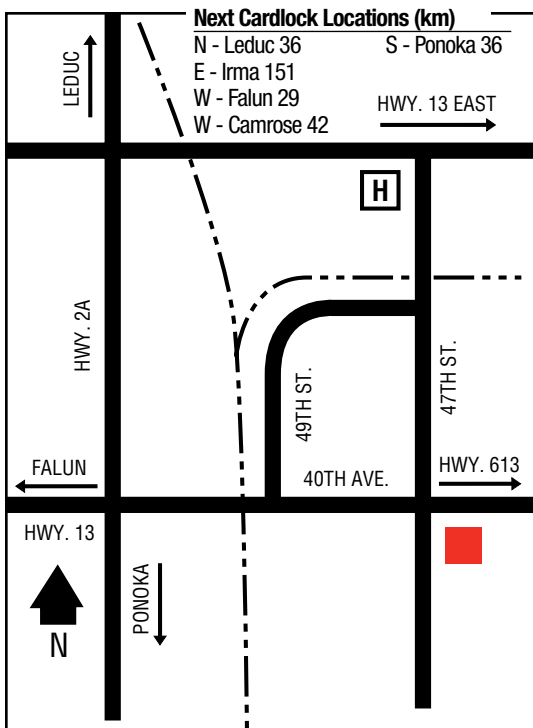 Next Cardlock Locations (km)
N - Leduc 36 S - Ponoka 36
E - Irma 151
W - Falun 29
W - Camrose 42
HWY. 13 EAST
LEDUC
H
HWY. 2A
49TH ST.
47TH ST.
FALUN
40TH AVE.
HWY. 613
HWY. 13
PONOKA
N